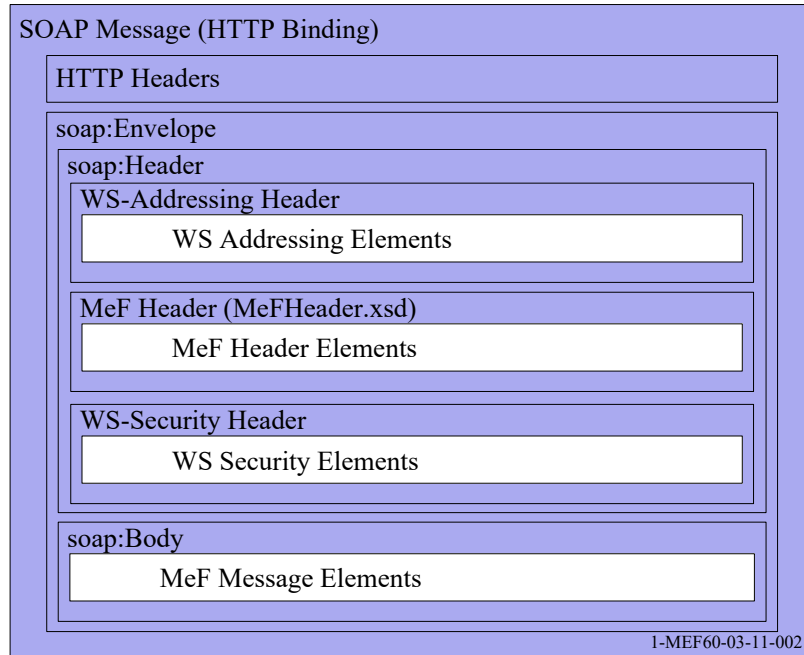 SOAP Message (HTTP Binding)
HTTP Headers
soap:Envelope
soap:Header
WS-Addressing Header
WS Addressing Elements
MeF Header (MeFHeader.xsd)
MeF Header Elements
WS-Security Header
WS Security Elements
soap:Body
MeF Message Elements
1-MEF60-03-11-002